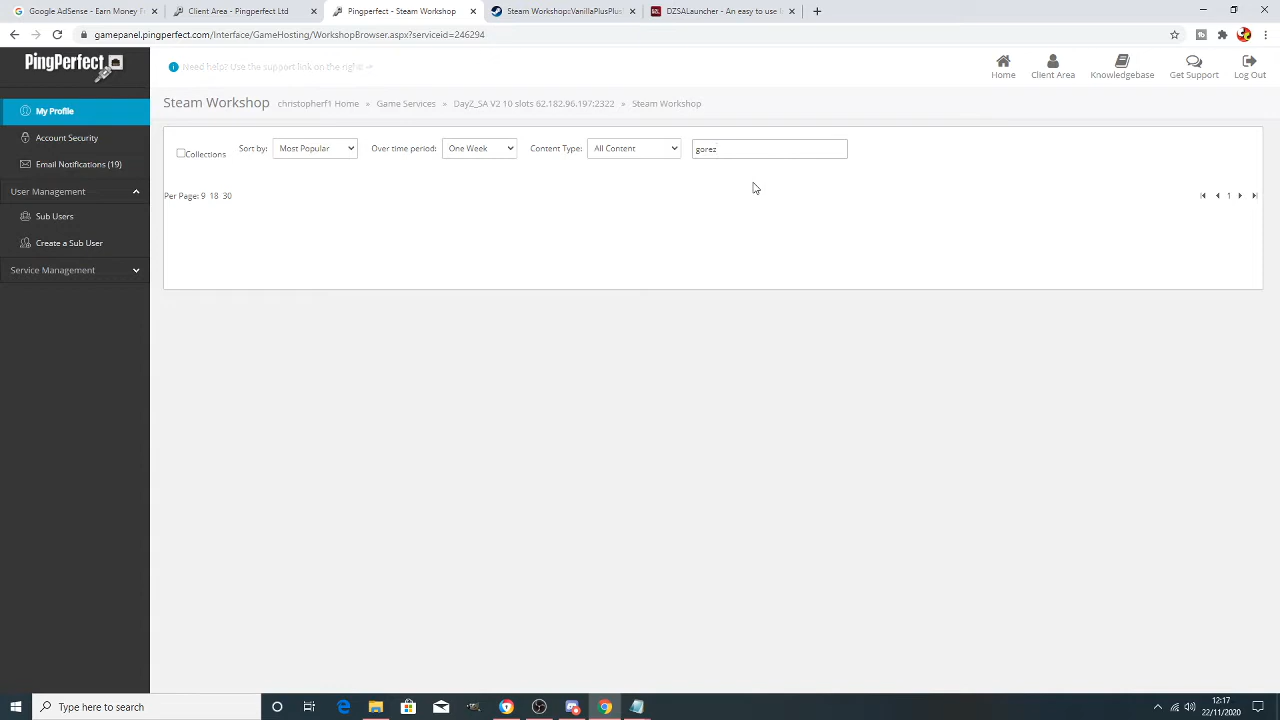 Google AdSense - Earn Money F
Client Area - Pingperfect Ltd
Pingperfect - Steam Workshop
Steam Workshop::VanillaPlusPlus
DZSALauncher - An easy to use l
gamepanel.pingperfect.com/Interface/GameHosting/WorkshopBrowser.aspx?serviceid=246294
PingPerfect
Need help? Use the support link on the right!
Home
Client Area
Knowledgebase
Get Support
Log Out
Steam Workshop christopherf1 Home » Game Services » DayZ_SA V2 10 slots 62.182.96.197:2322 » Steam Workshop
My Profile
Account Security
Email Notifications (19)
User Management
Sub Users
Create a Sub User
Service Management
Collections Sort by: Most Popular Over time period: One Week Content Type: All Content gorez
Per Page: 9 18 30
1
Type here to search
12:17
22/11/2020